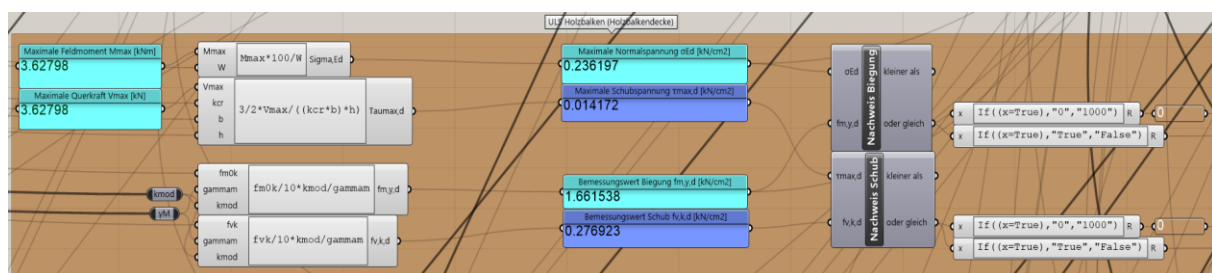 ULS Holzbalken (Holzbalkendecke)
Maximale Feldmoment Mmax [kNm]
3.62798
Maximale Querkraft Vmax [kN]
3.62798
Mmax
W
Mmax*100/W
Sigma,Ed
Vmax
kcr
b
h
3/2*Vmax/((kcr*b)*h)
Taumax,d
kmod
γM
fm0k
gammam
kmod
fm0k/10*kmod/gammam
fm,y,d
fvk
gammam
kmod
fvk/10*kmod/gammam
fv,k,d
Maximale Normalspannung σEd [kN/cm2]
0.236197
Maximale Schubspannung τmax,d [kN/cm2]
0.014172
Bemessungswert Biegung fm,y,d [kN/cm2]
1.661538
Bemessungswert Schub fv,k,d [kN/cm2]
0.276923
σEd
fm,y,d
Nachweis Biegung
kleiner als
oder gleich
τmax,d
fv,k,d
Nachweis Schub
kleiner als
oder gleich
x If((x=True),"0","1000") R
0
x If((x=True),"True","False") R
x If((x=True),"0","1000") R
0
x If((x=True),"True","False") R